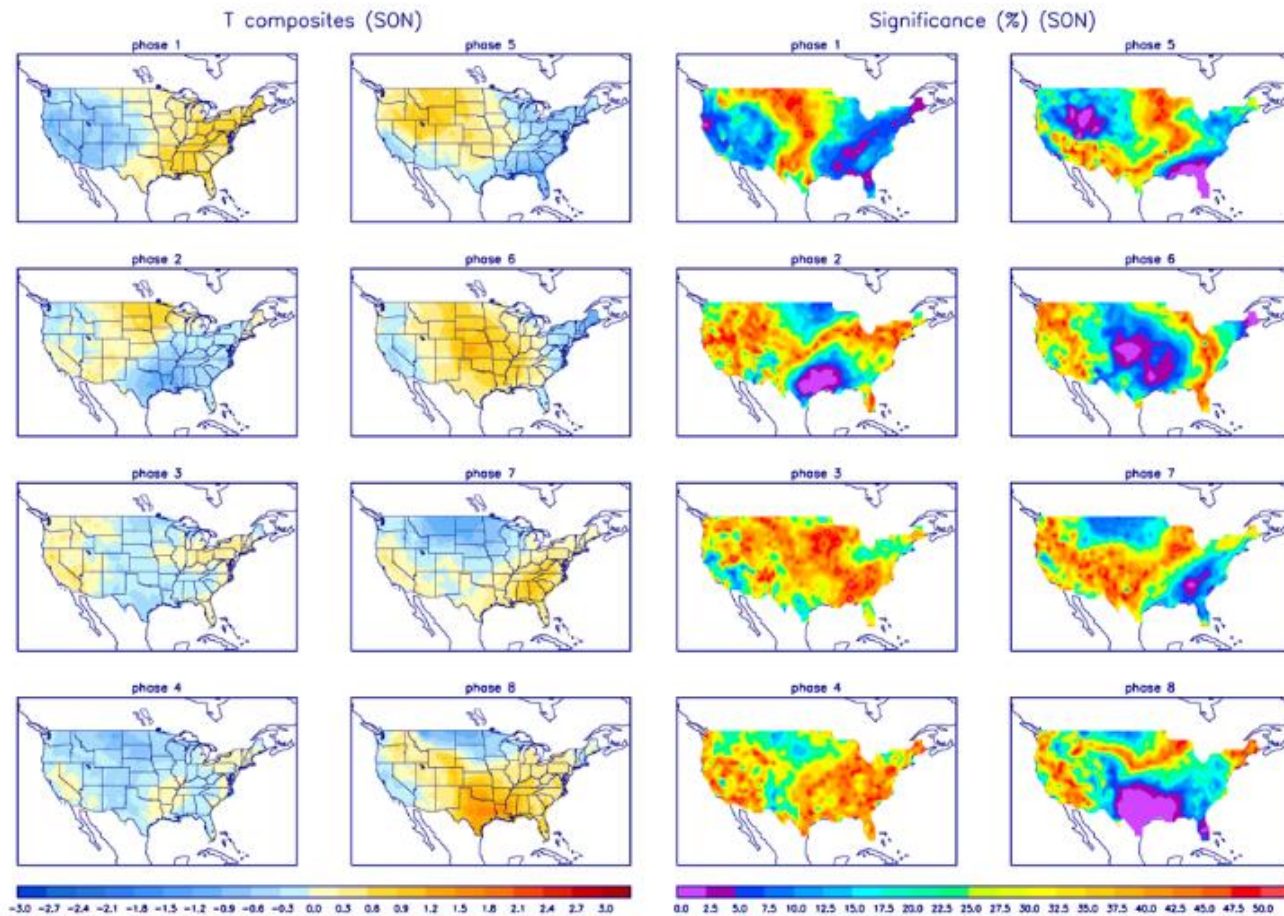 T composites (SON) Significance (%) (SON)
phase 1 phase 5 phase 1 phase 5
phase 2 phase 6 phase 2 phase 6
phase 3 phase 7 phase 3 phase 7
phase 4 phase 8 phase 4 phase 8
−3.0 −2.7 −2.4 −2.1 −1.8 −1.5 −1.2 −0.9 −0.6 −0.3 0.0 0.3 0.6 0.9 1.2 1.5 1.8 2.1 2.4 2.7 3.0 0.0 2.5 5.0 7.5 10.0 12.5 15.0 17.5 20.0 22.5 25.0 27.5 30.0 32.5 35.0 37.5 40.0 42.5 45.0 47.5 50.0